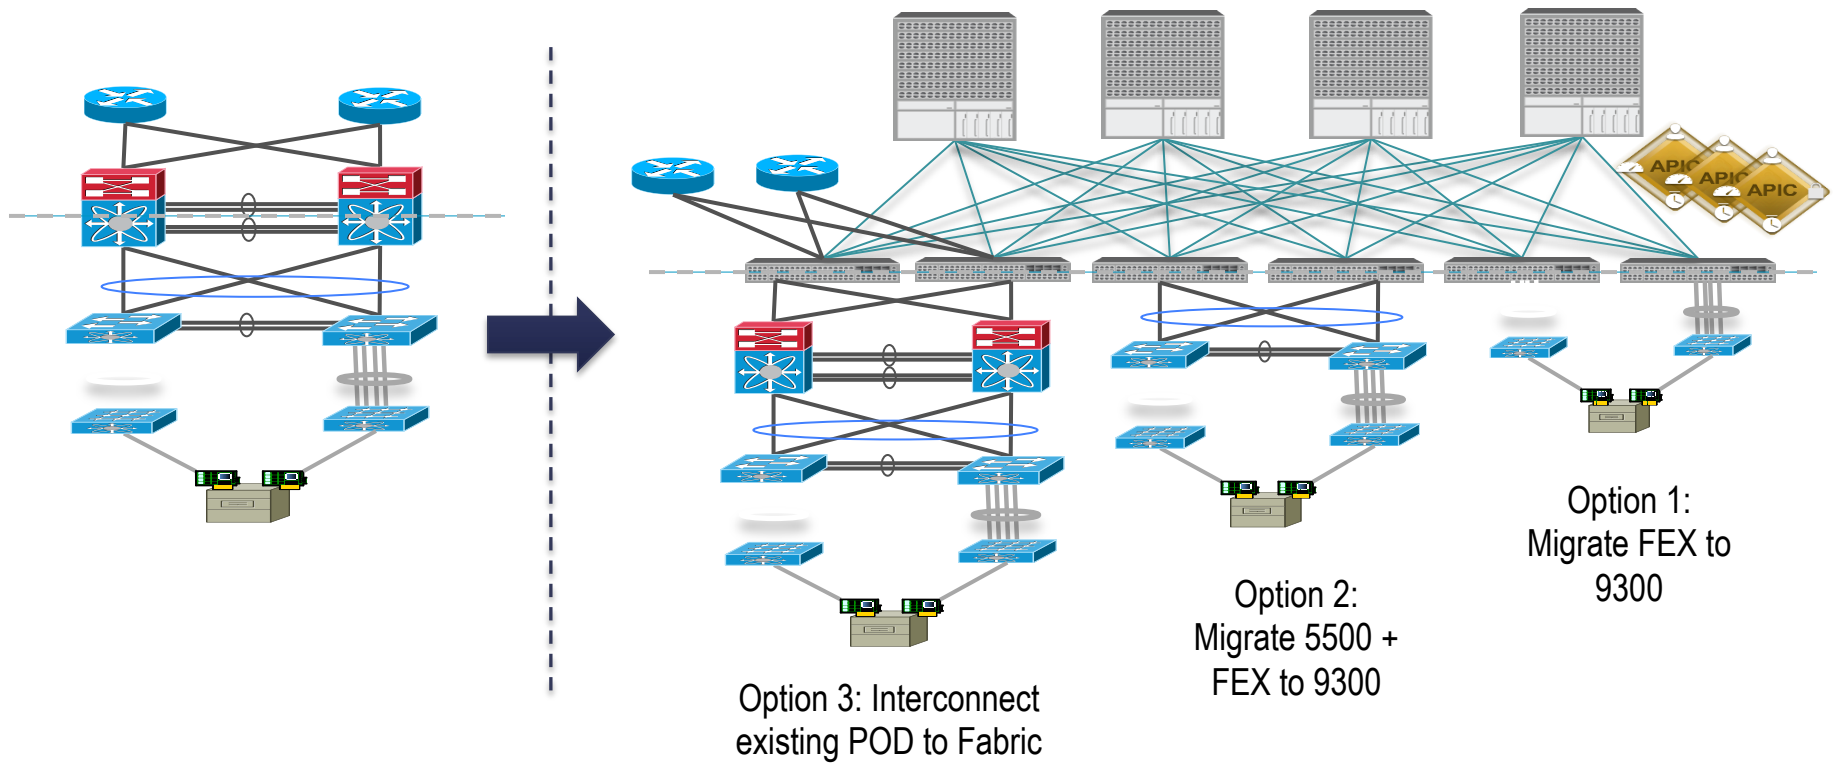 APIC
APIC
APIC
Option 1:
Migrate FEX to
9300
Option 2:
Migrate 5500 +
FEX to 9300
Option 3: Interconnect
existing POD to Fabric